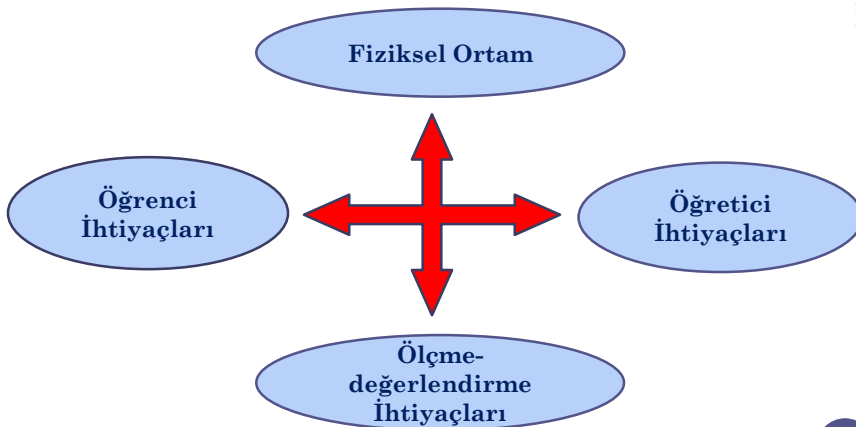 Fiziksel Ortam
Öğrenci
İhtiyaçları
Öğretici
İhtiyaçları
Ölçme-
değerlendirme
İhtiyaçları